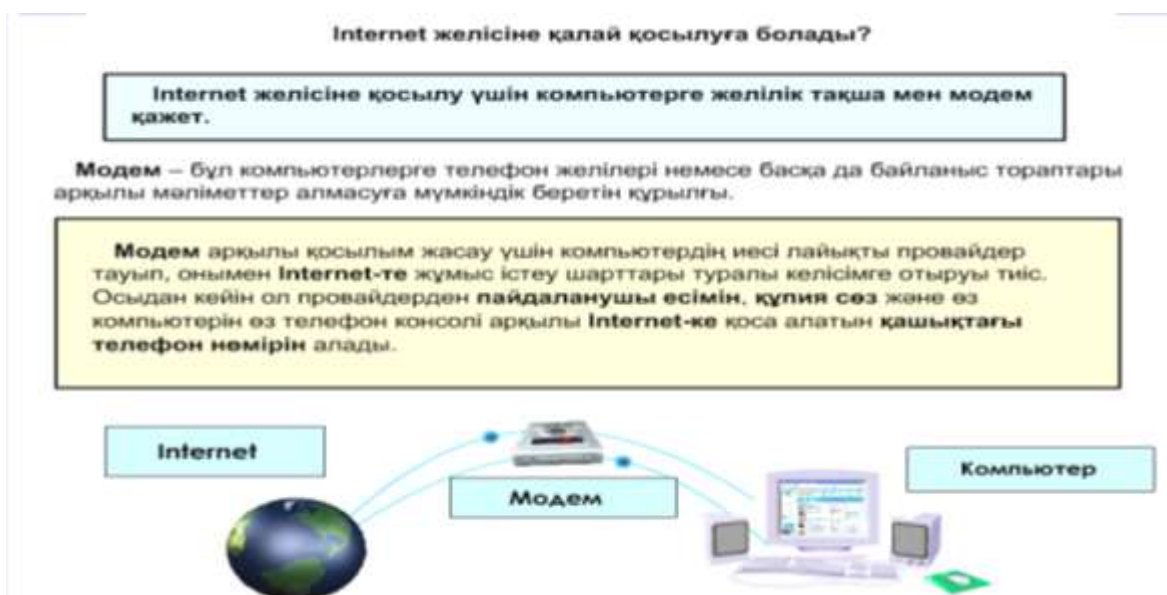 Internet желісіне қалай қосылуға болады?
Internet желісіне қосылу үшін компьютерге желілік тақша мен модем
қажет.
Модем – бұл компьютерлерге телефон желілері немесе басқа да байланыс тораптары
арқылы мәліметтер алмасуға мүмкіндік беретін құрылғы.
Модем арқылы қосылым жасау үшін компьютердің иесі лайықты провайдер
тауып, онымен Internet-те жұмыс істеу шарттары туралы келісімге отыруы тиіс.
Осыдан кейін ол провайдерден пайдаланушы есімін, құпия сөз және өз
компьютерін өз телефон консолі арқылы Internet-ке қоса алатын қашықтағы
телефон нөмірін алады.
Internet
Модем
Компьютер